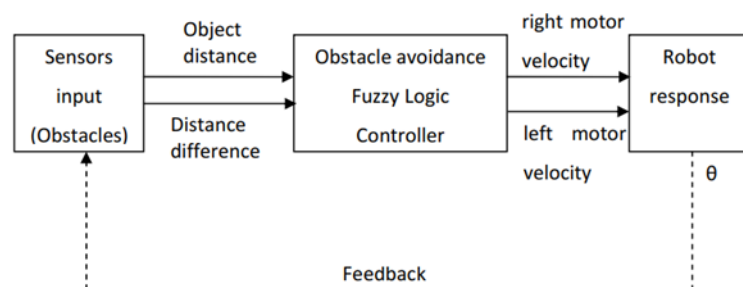 Sensors
input
(Obstacles)
Object
distance
Distance
difference
Obstacle avoidance
Fuzzy Logic
Controller
right motor
velocity
left motor
velocity
Robot
response
θ
Feedback